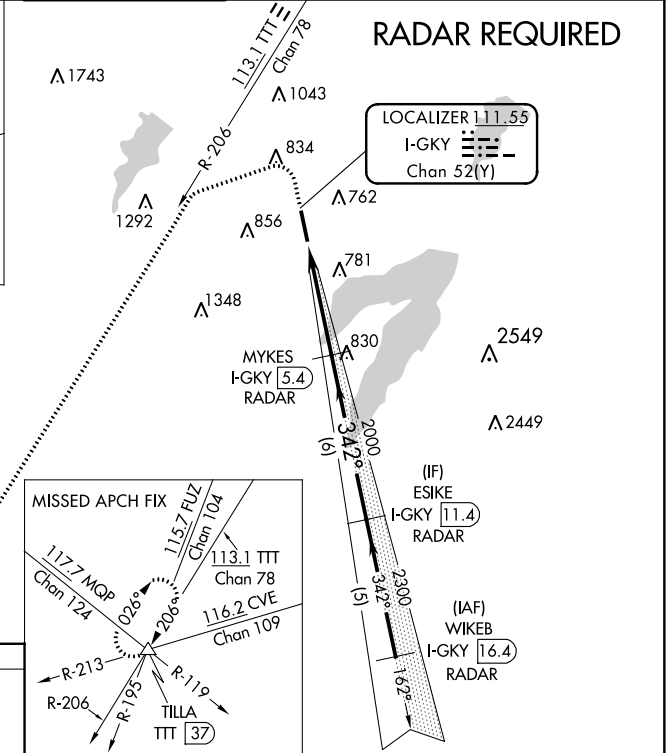 RADAR REQUIRED
113.1 TTT
Chan 78
1743
1043
R-206
834
LOCALIZER 111.55
I-GKY
Chan 52(Y)
762
1292
856
781
1348
830
2549
MYKES
I-GKY 5.4
RADAR
2449
2000
342°
(6)
(IF)
ESIKE
I-GKY 11.4
RADAR
2300
342°
(5)
(IAF)
WIKEB
I-GKY 16.4
RADAR
162°
MISSED APCH FIX
115.7 FUZ
Chan 104
113.1 TTT
Chan 78
117.7 MQP
Chan 124
026°
206°
116.2 CVE
Chan 109
R-213
R-119
R-206
R-195
TILLA
TTT 37